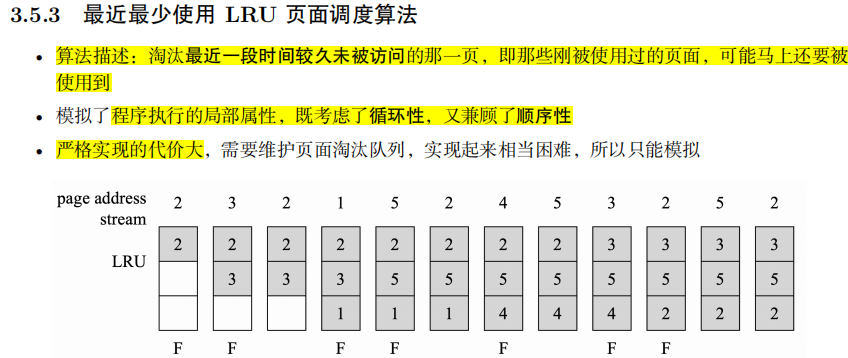 3.5.3 最近最少使用 LRU 页面调度算法
• 算法描述：淘汰最近一段时间较久未被访问的那一页，即那些刚被使用过的页面，可能马上还要被
使用到
• 模拟了程序执行的局部属性，既考虑了循环性，又兼顾了顺序性
• 严格实现的代价大，需要维护页面淘汰队列，实现起来相当困难，所以只能模拟
page address stream 2 3 2 1 5 2 4 5 3 2 5 2
LRU
2 2 2 2 2 2 2 2 3 3 3 3
3 3 3 5 5 5 5 5 5 5 5
1 1 1 4 4 4 2 2 2
F F F F F F F